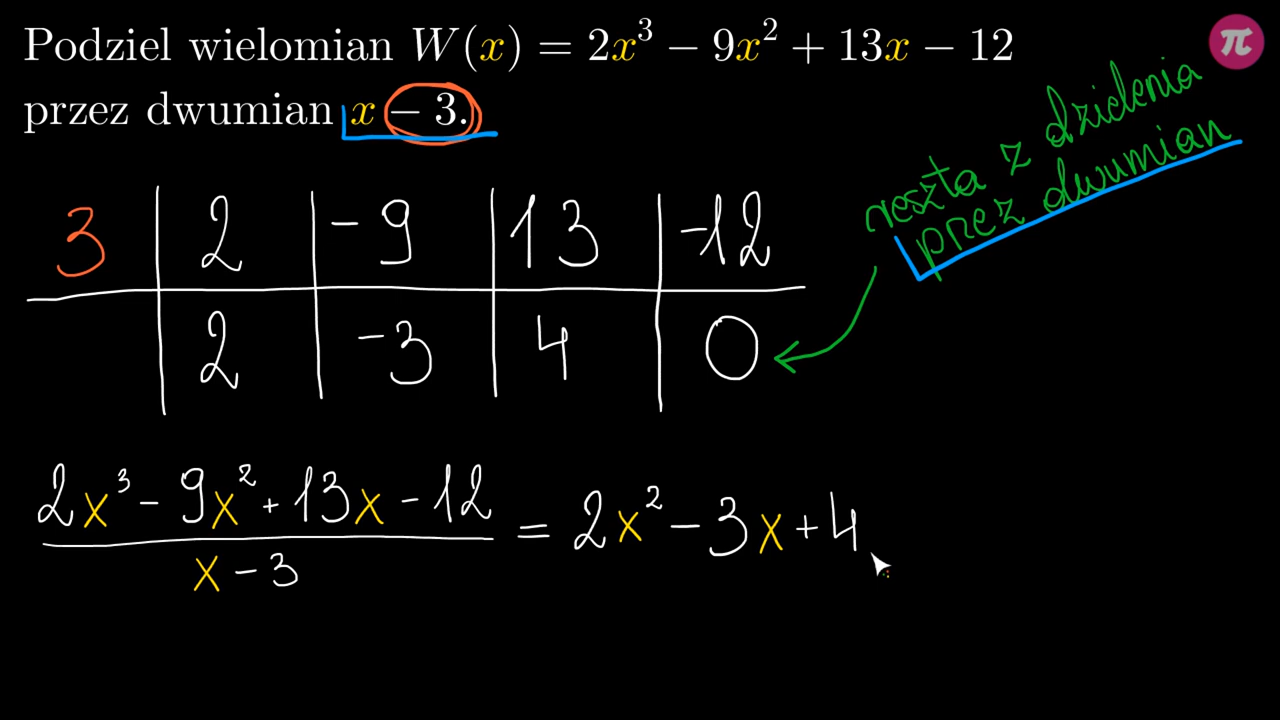 Podziel wielomian W(x) = 2x³ − 9x² + 13x − 12
przez dwumian x − 3.
reszta z dzielenia
przez dwumian
3 | 2 | -9 | 13 | -12
2 | -3 | 4 | 0
2x³ - 9x² + 13x - 12
x - 3
= 2x² - 3x + 4
π